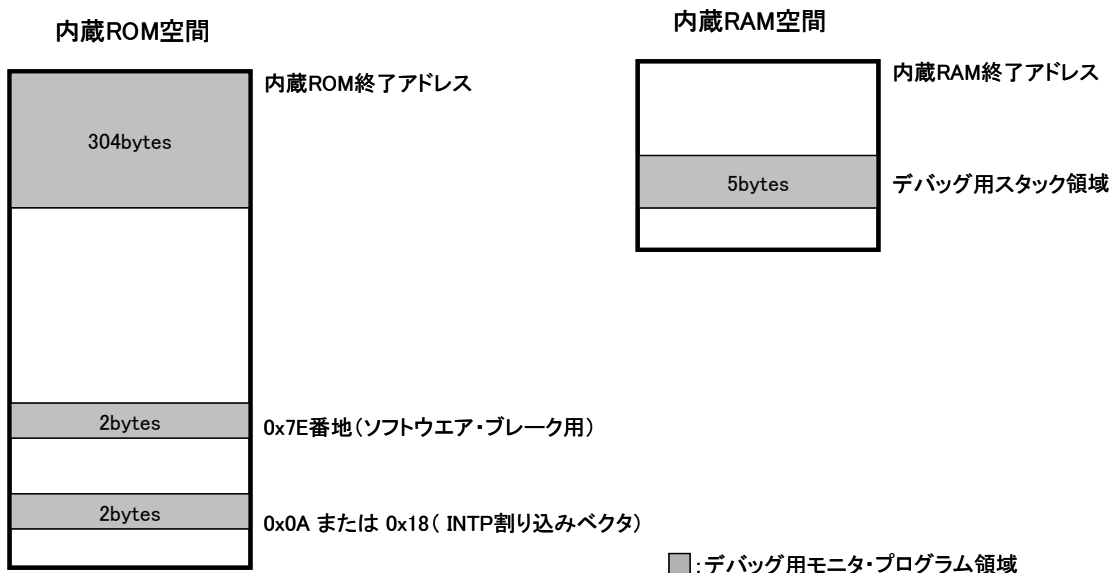 内蔵ROM空間
内蔵ROM終了アドレス
304bytes
2bytes
0x7E番地(ソフトウエア・ブレーク用)
2bytes
0x0A または 0x18( INTP割り込みベクタ)
内蔵RAM空間
内蔵RAM終了アドレス
5bytes
デバッグ用スタック領域
:デバッグ用モニタ・プログラム領域